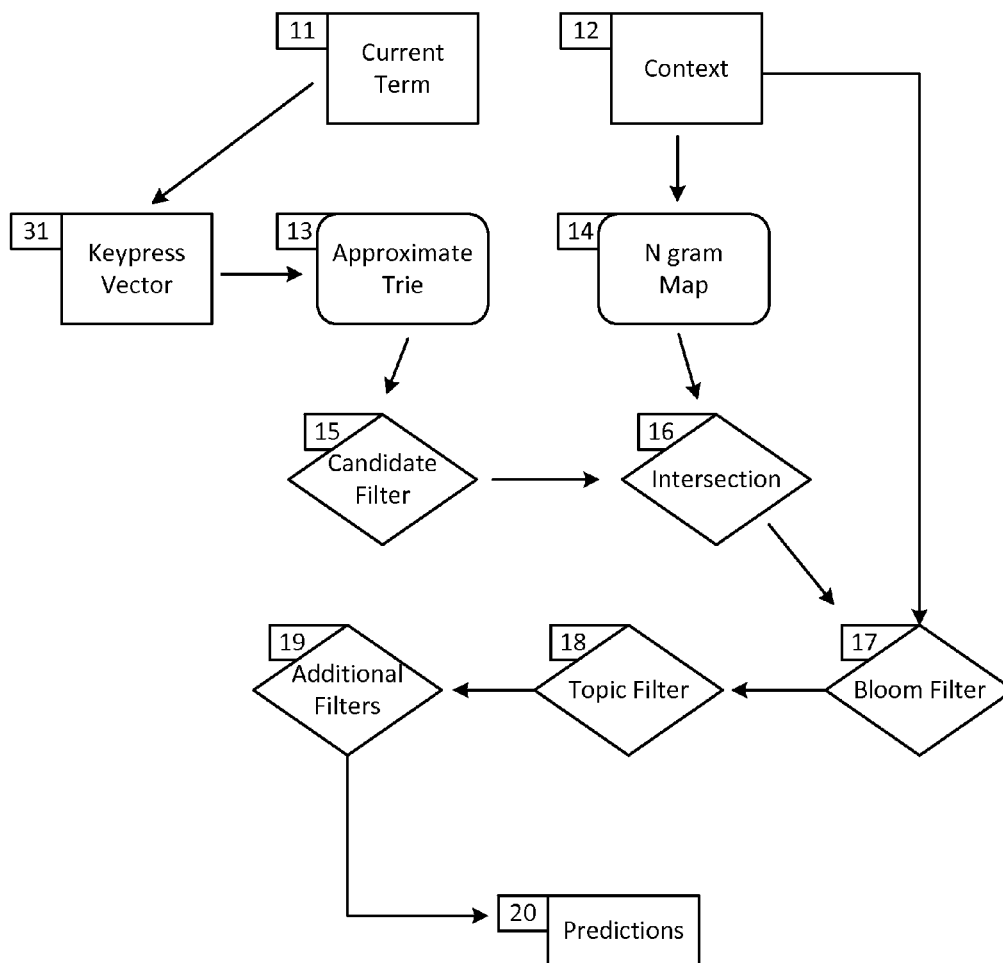 11
Current
Term
12
Context
31
Keypress
Vector
13
Approximate
Trie
14
N gram
Map
15
Candidate
Filter
16
Intersection
19
Additional
Filters
18
Topic Filter
17
Bloom Filter
20
Predictions